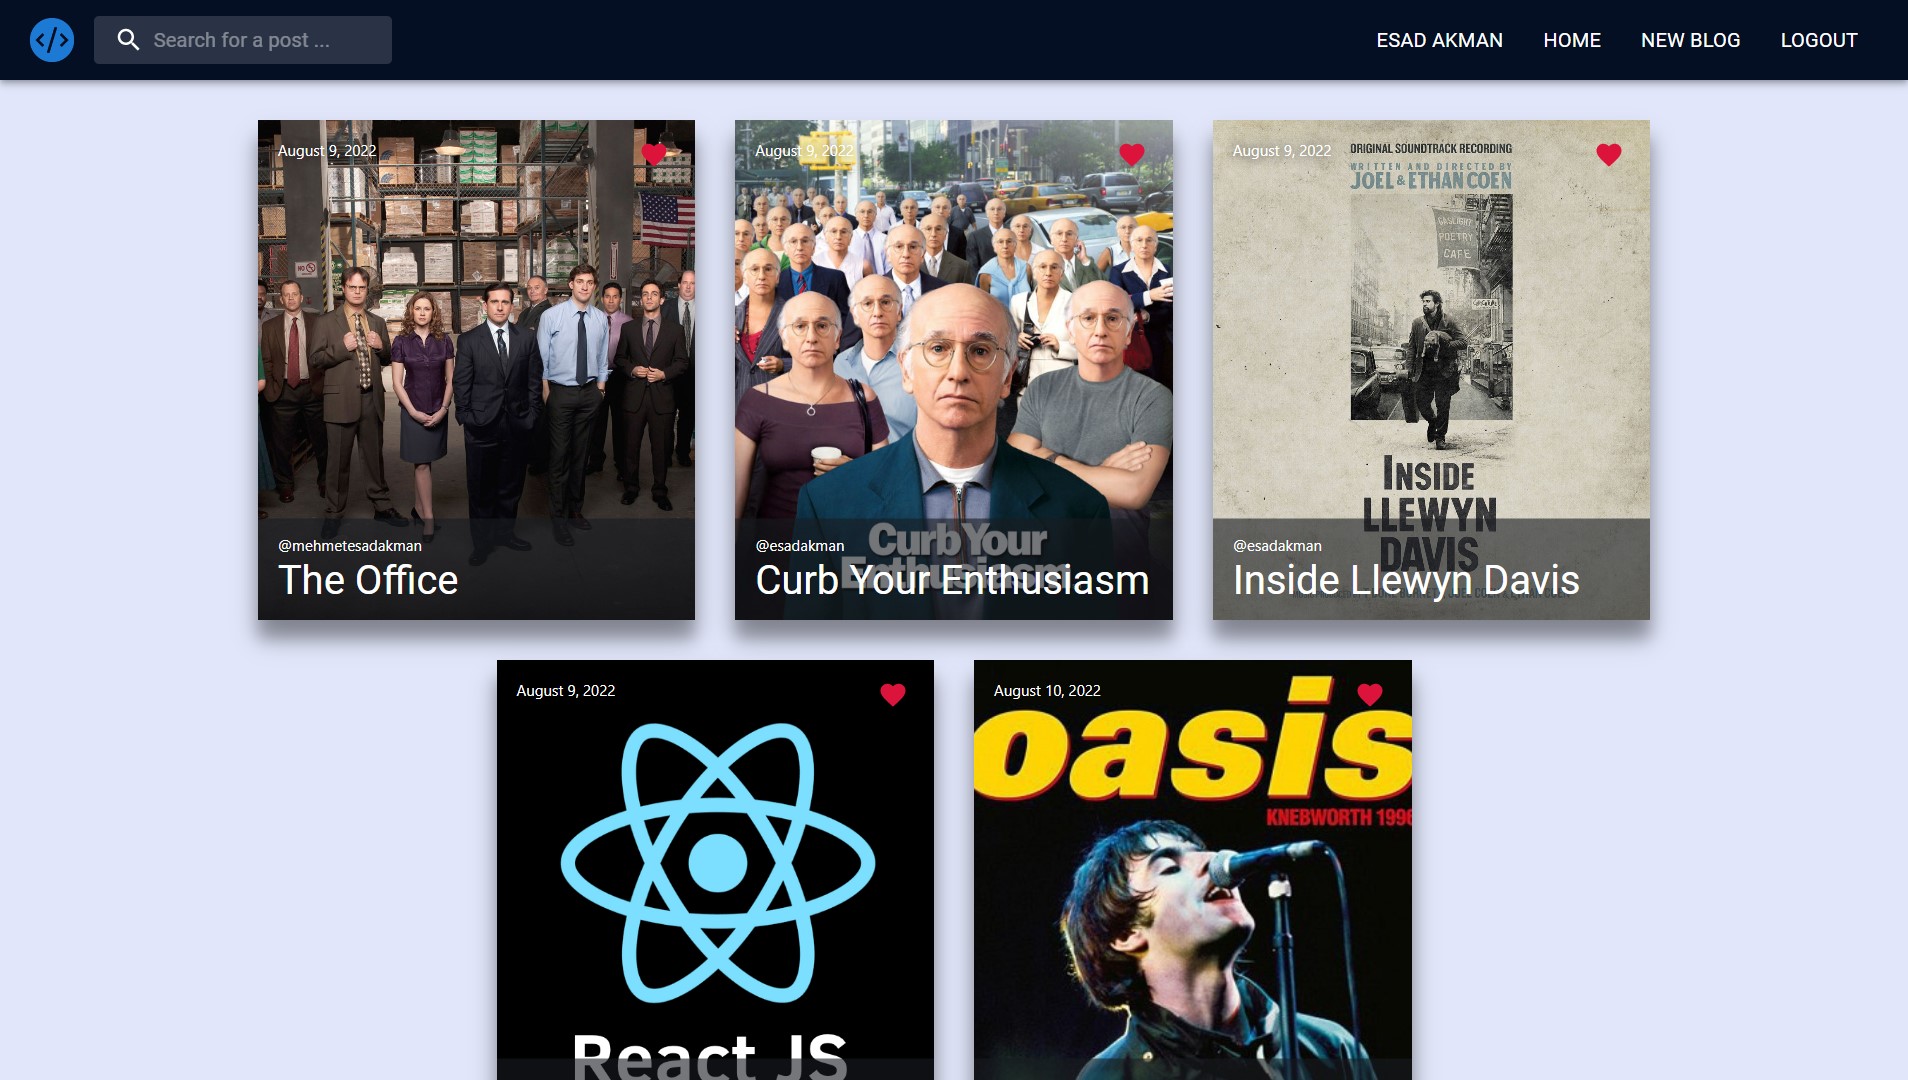 </>
Search for a post ...
ESAD AKMAN
HOME
NEW BLOG
LOGOUT
August 9, 2022
NO
@mehmetesadakman
The Office
August 9, 2022
Curb Your
Enthusiasm
@esadakman
Curb Your Enthusiasm
August 9, 2022
ORIGINAL SOUNDTRACK RECORDING
WRITTEN AND DIRECTED BY
JOEL & ETHAN COEN
GASLIGHT
POETRY
CAFE
INSIDE
LLEWYN
DAVIS
@esadakman
Inside Llewyn Davis
August 9, 2022
React JS
August 10, 2022
oasis
KNEBWORTH 1996